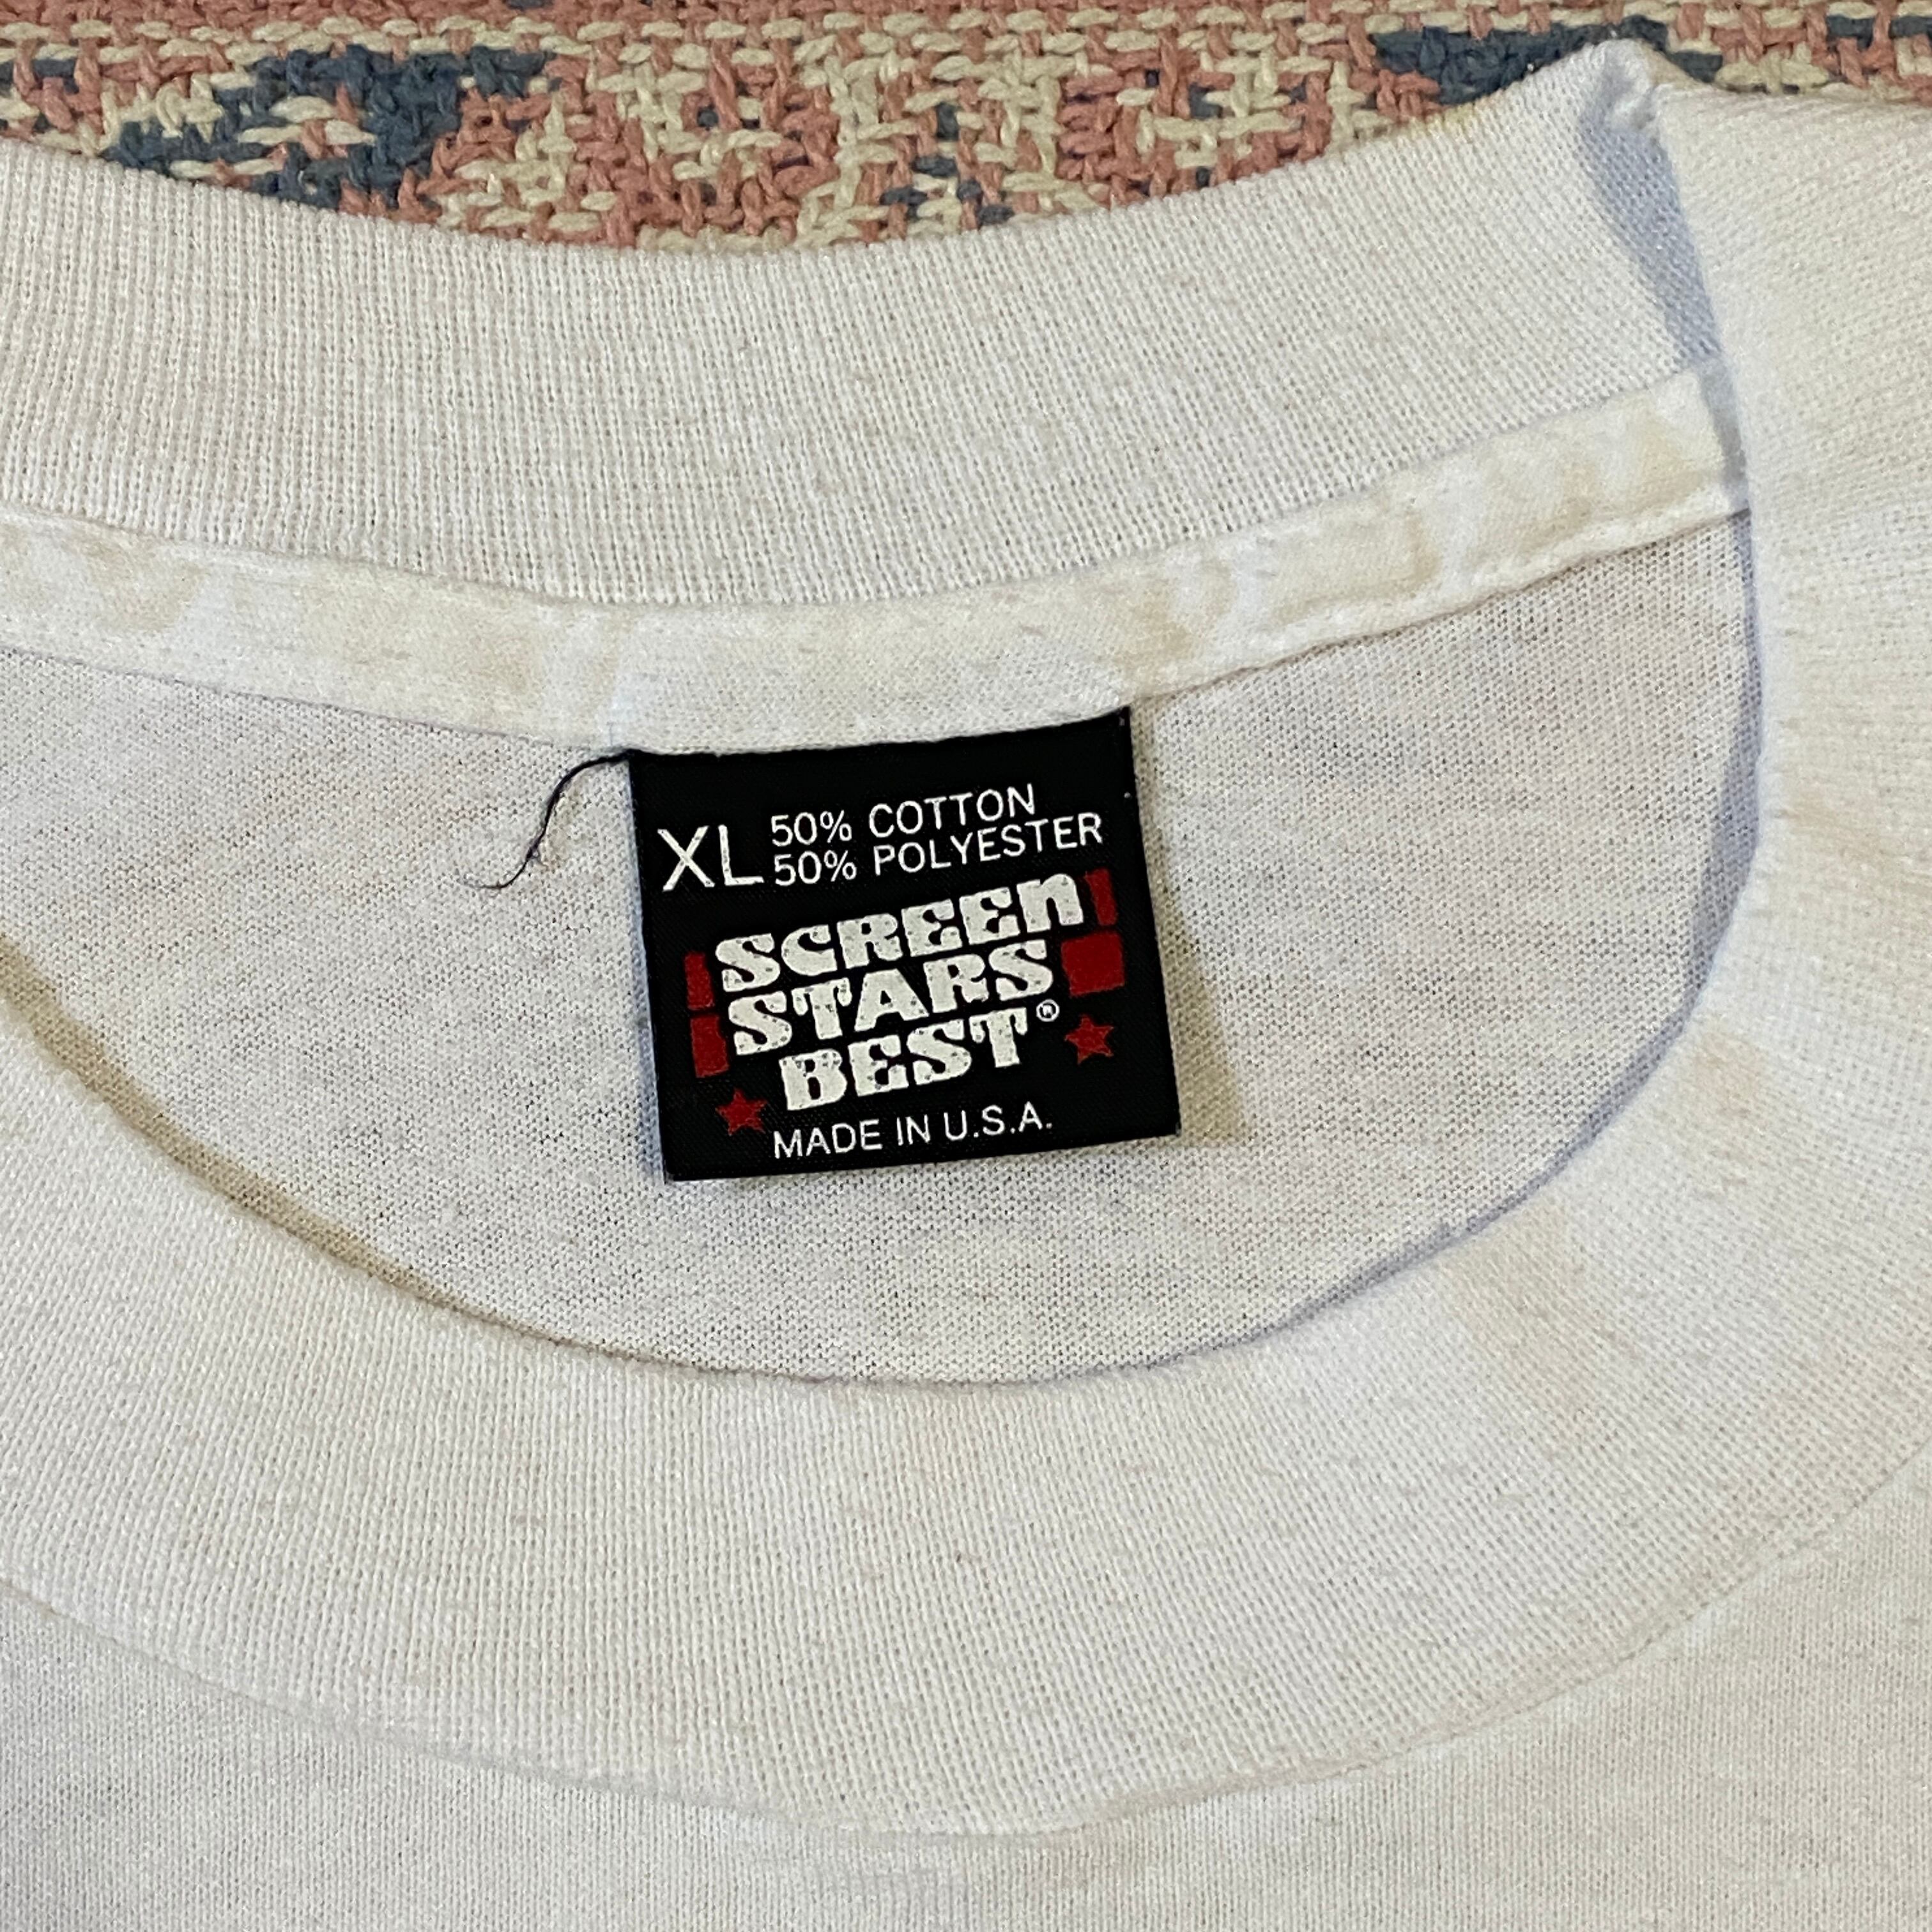 XL 50% COTTON
50% POLYESTER
SCREEN
STARS
BEST®
MADE IN U.S.A.